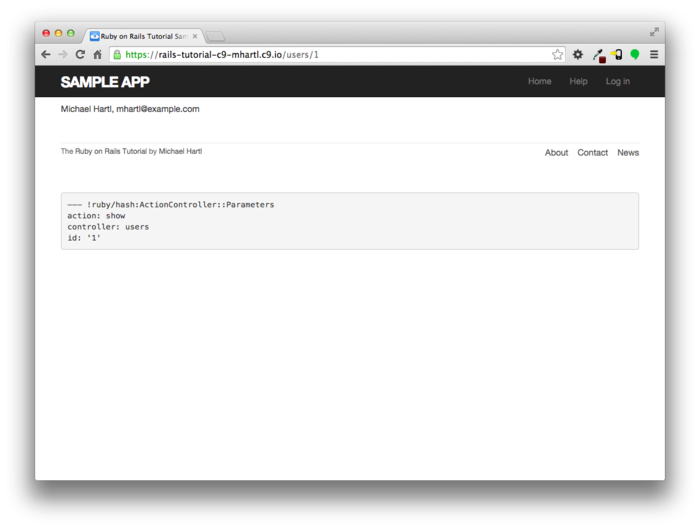 Ruby on Rails Tutorial Sam
https://rails-tutorial-c9-mhartl.c9.io/users/1
SAMPLE APP
Home Help Log in
Michael Hartl, mhartl@example.com
The Ruby on Rails Tutorial by Michael Hartl
About Contact News
--- !ruby/hash:ActionController::Parameters
action: show
controller: users
id: '1'